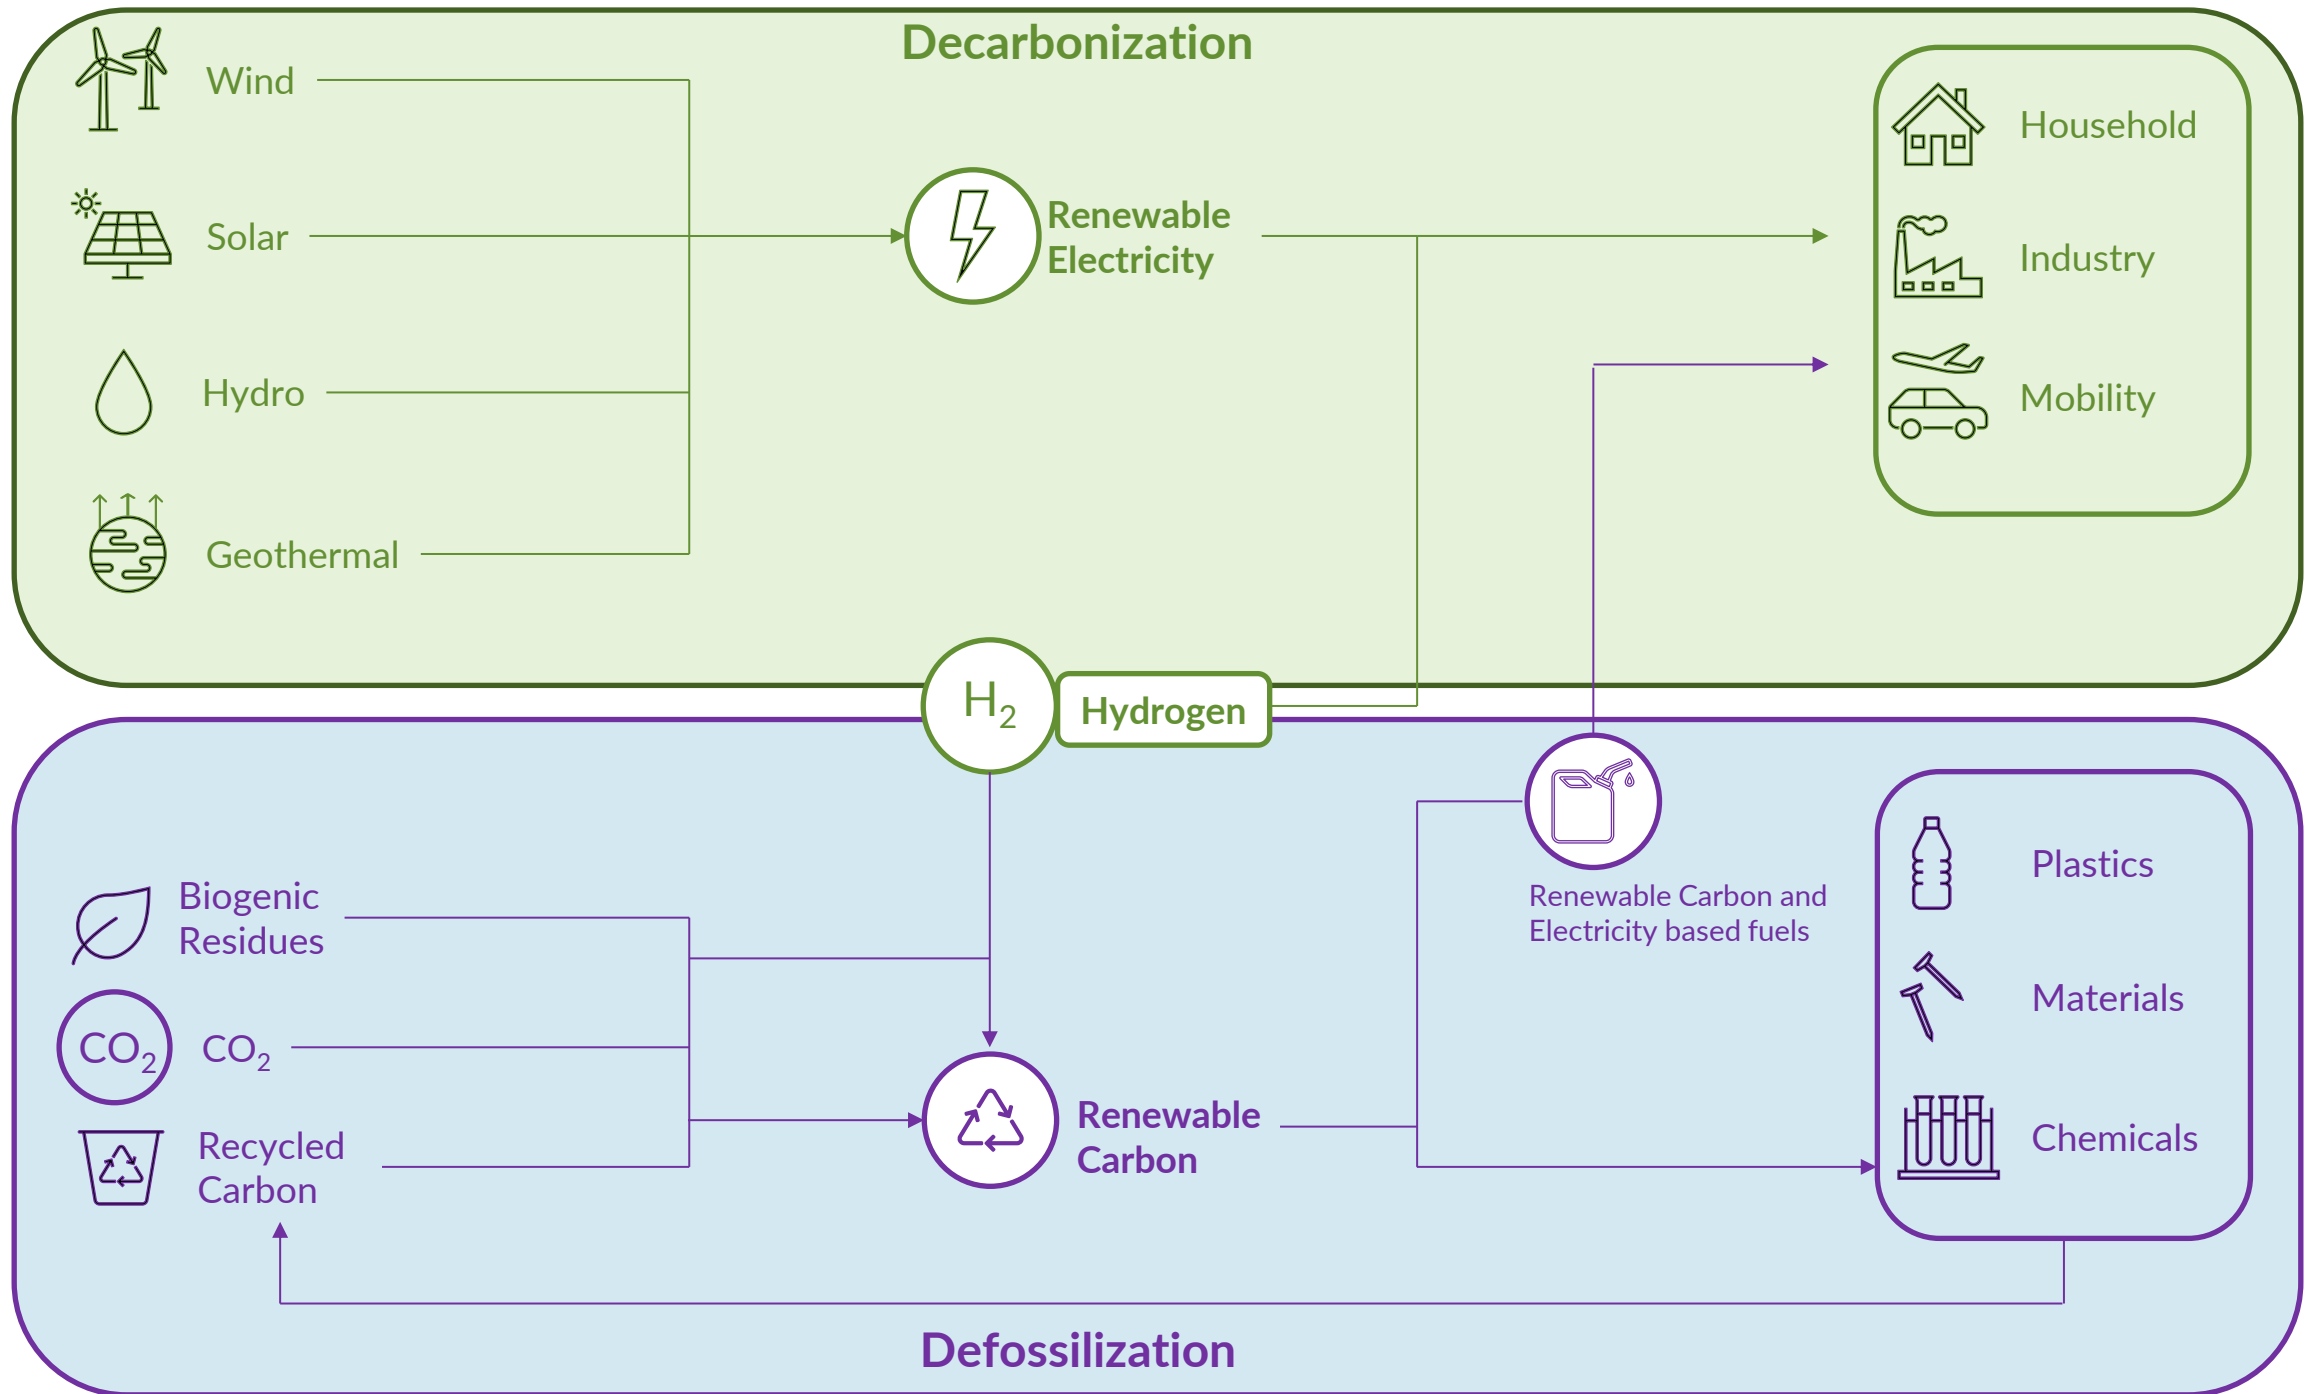 Decarbonization
Wind
Solar
Hydro
Geothermal
Renewable
Electricity
Household
Industry
Mobility
H₂
Hydrogen
Biogenic
Residues
CO₂
CO₂
Recycled
Carbon
Renewable
Carbon
Renewable Carbon and
Electricity based fuels
Plastics
Materials
Chemicals
Defossilization